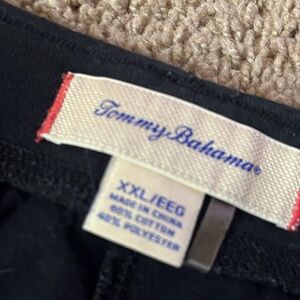 Tommy Bahama®
XXL/EEG
MADE IN CHINA
60% COTTON
40% POLYESTER